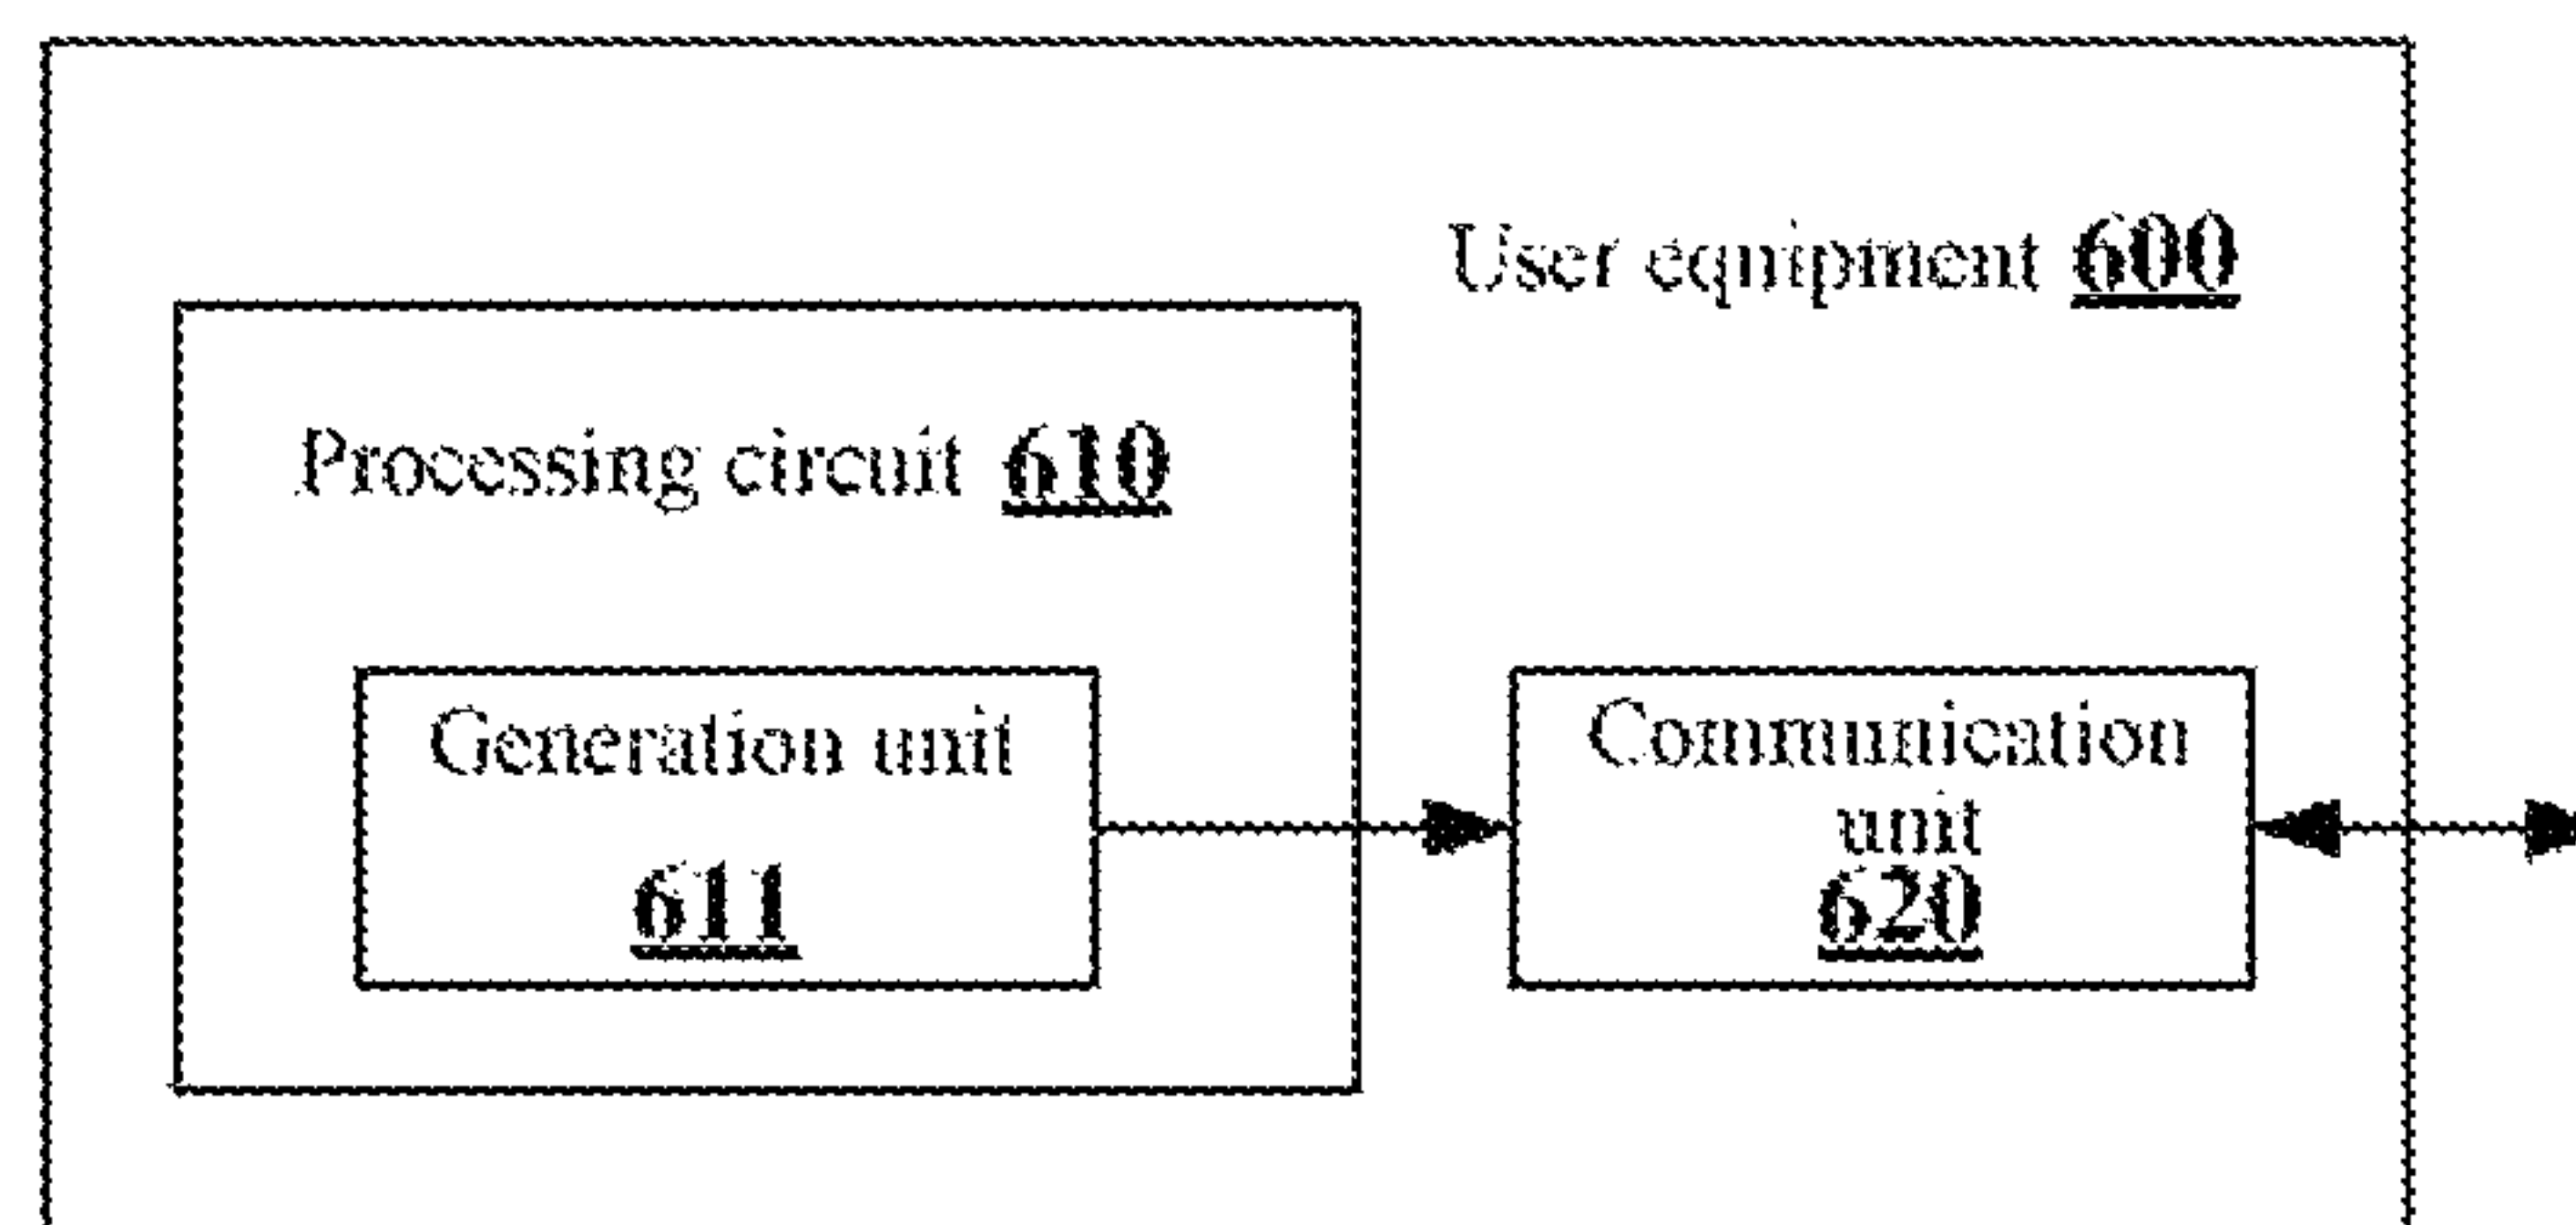 User equipment 600
Processing circuit 610
Generation unit
611
Communication
unit
620